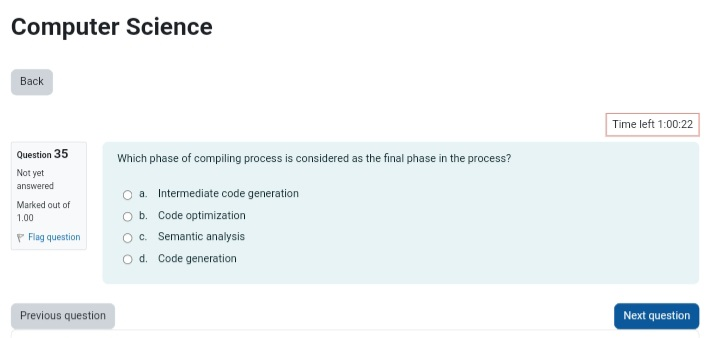 Computer Science
Back
Time left 1:00:22
Question 35
Not yet
answered
Marked out of
1.00
Flag question
Which phase of compiling process is considered as the final phase in the process?
a. Intermediate code generation
b. Code optimization
c. Semantic analysis
d. Code generation
Previous question
Next question